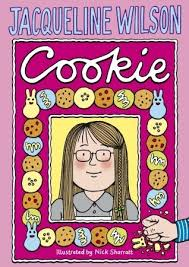 JACQUELINE WILSON
Cookie
Illustrated by Nick Sharratt